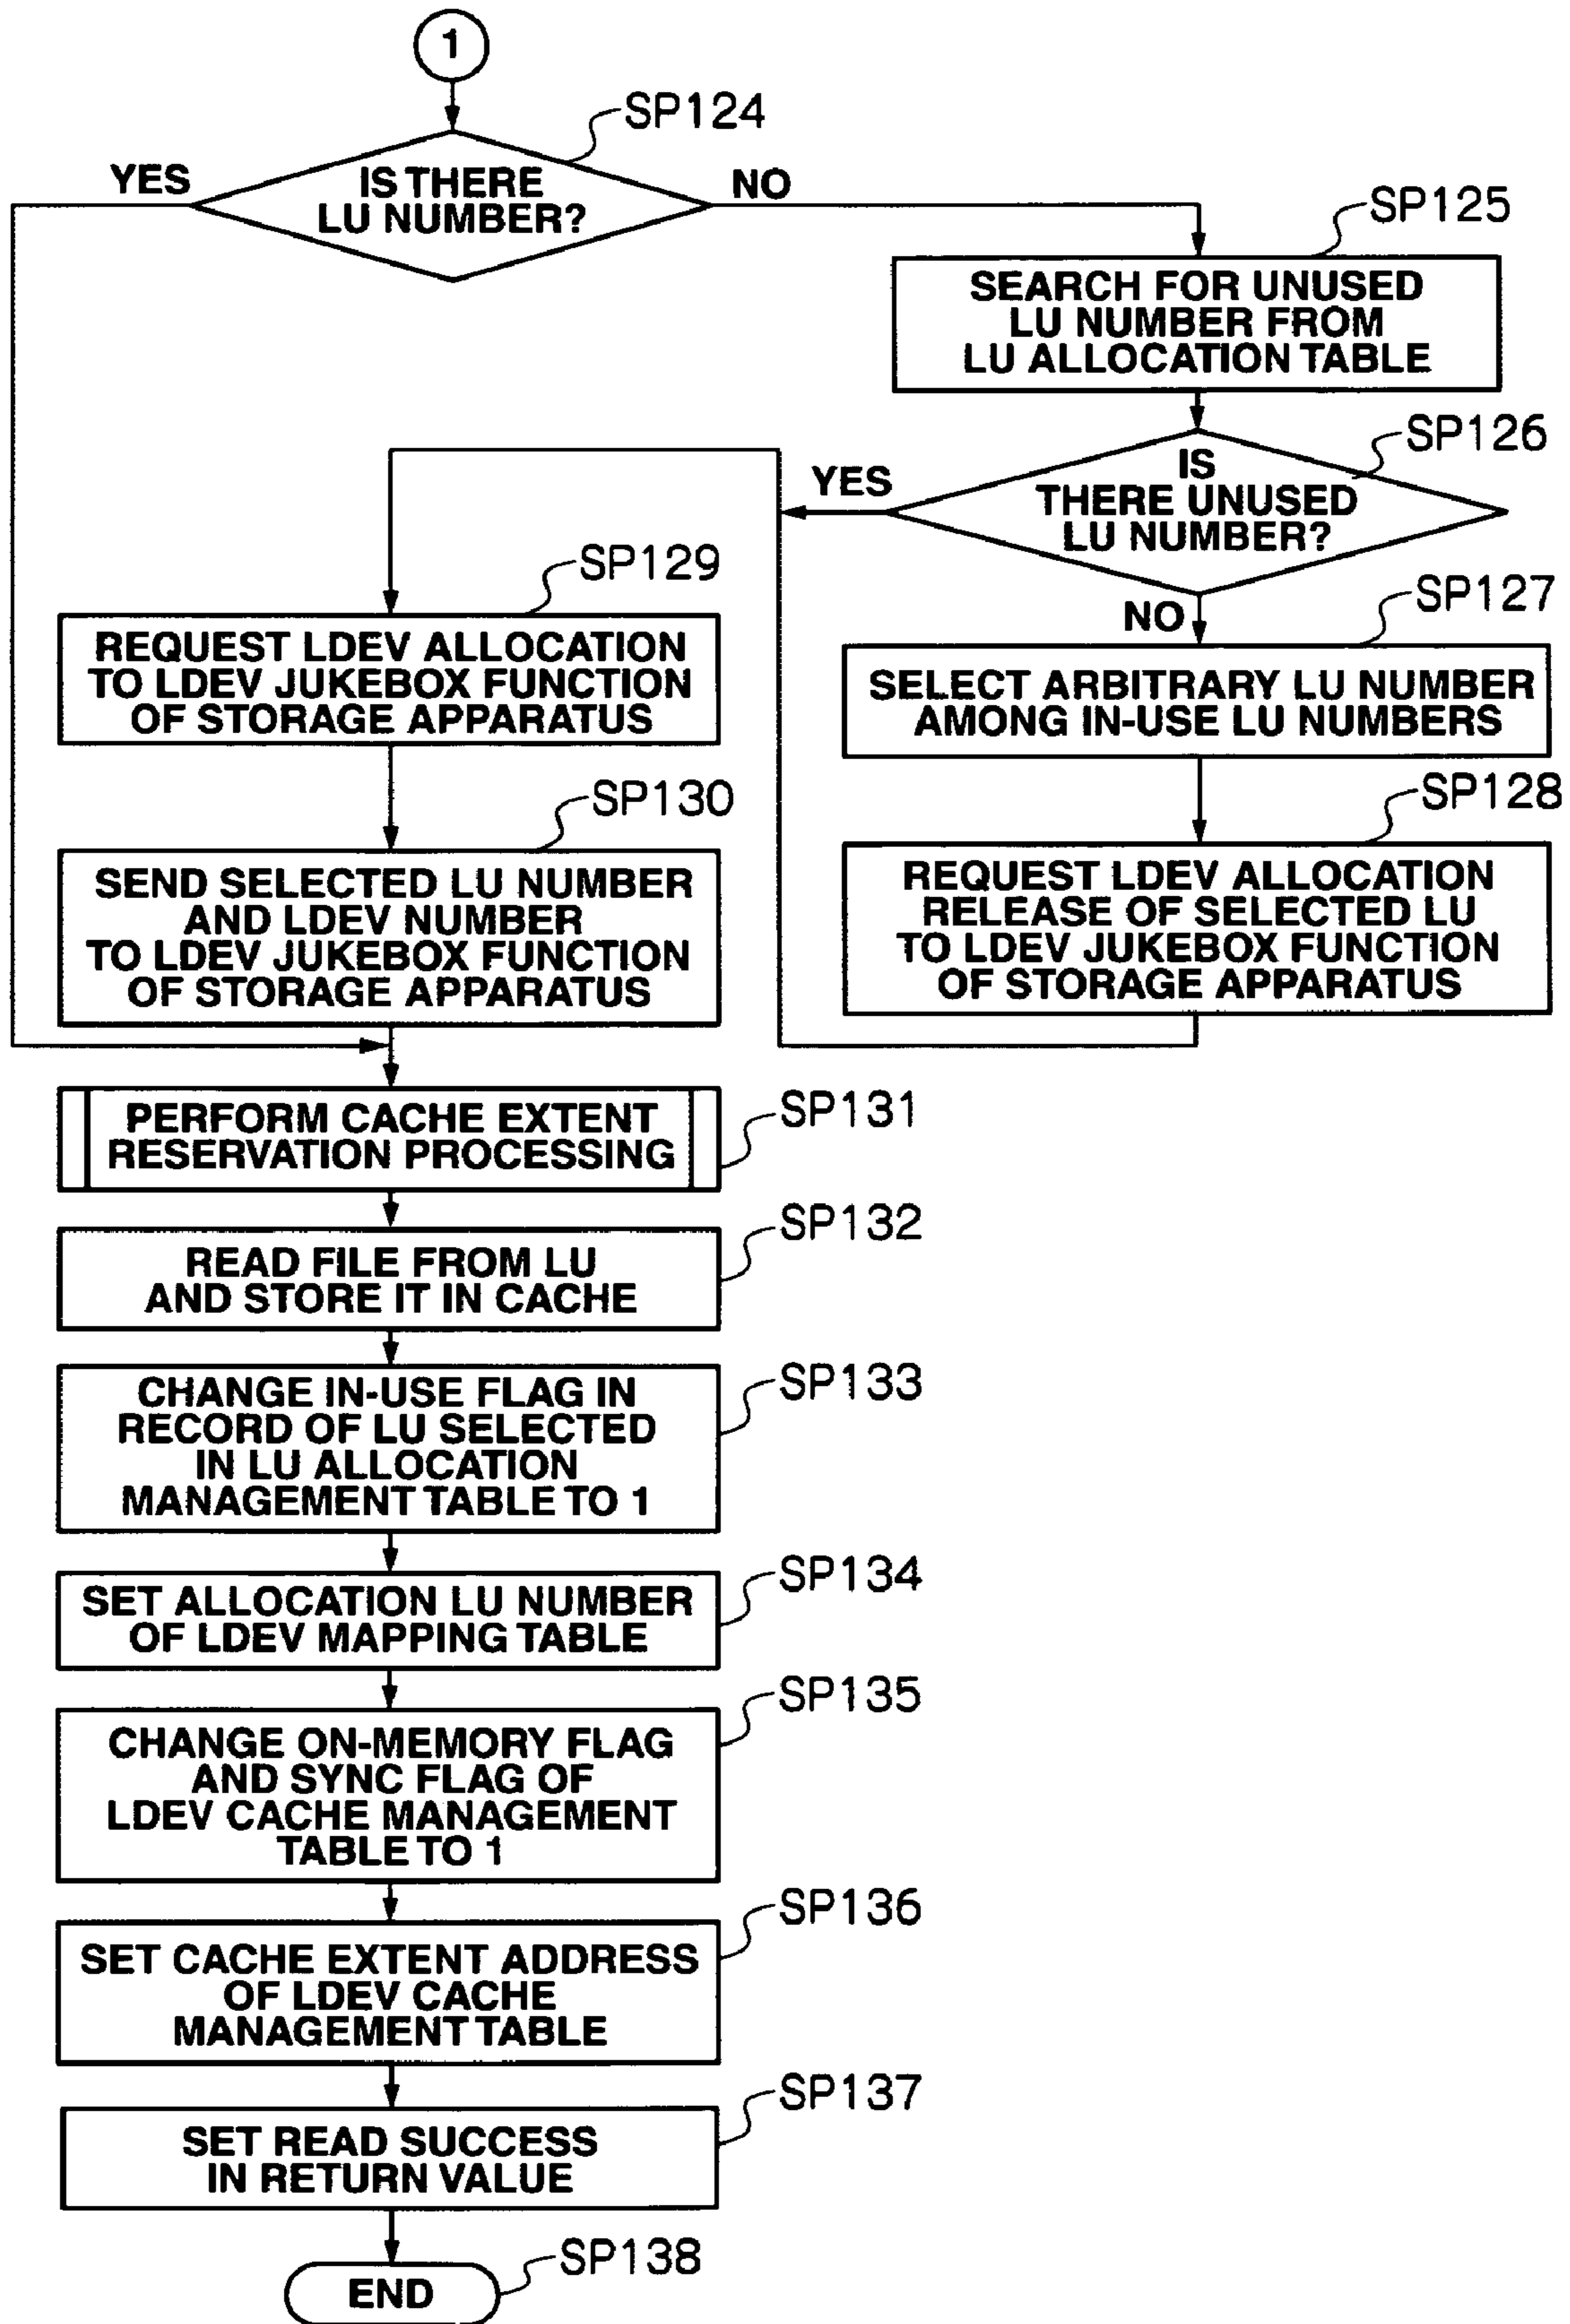 1
SP124
YES
IS THERE
LU NUMBER?
NO
SP125
SEARCH FOR UNUSED
LU NUMBER FROM
LU ALLOCATION TABLE
SP126
YES
IS
THERE UNUSED
LU NUMBER?
SP129
REQUEST LDEV ALLOCATION
TO LDEV JUKEBOX FUNCTION
OF STORAGE APPARATUS
NO
SP127
SELECT ARBITRARY LU NUMBER
AMONG IN-USE LU NUMBERS
SP130
SEND SELECTED LU NUMBER
AND LDEV NUMBER
TO LDEV JUKEBOX FUNCTION
OF STORAGE APPARATUS
SP128
REQUEST LDEV ALLOCATION
RELEASE OF SELECTED LU
TO LDEV JUKEBOX FUNCTION
OF STORAGE APPARATUS
PERFORM CACHE EXTENT
RESERVATION PROCESSING
SP131
READ FILE FROM LU
AND STORE IT IN CACHE
SP132
CHANGE IN-USE FLAG IN
RECORD OF LU SELECTED
IN LU ALLOCATION
MANAGEMENT TABLE TO 1
SP133
SET ALLOCATION LU NUMBER
OF LDEV MAPPING TABLE
SP134
CHANGE ON-MEMORY FLAG
AND SYNC FLAG OF
LDEV CACHE MANAGEMENT
TABLE TO 1
SP135
SET CACHE EXTENT ADDRESS
OF LDEV CACHE
MANAGEMENT TABLE
SP136
SET READ SUCCESS
IN RETURN VALUE
SP137
END
SP138